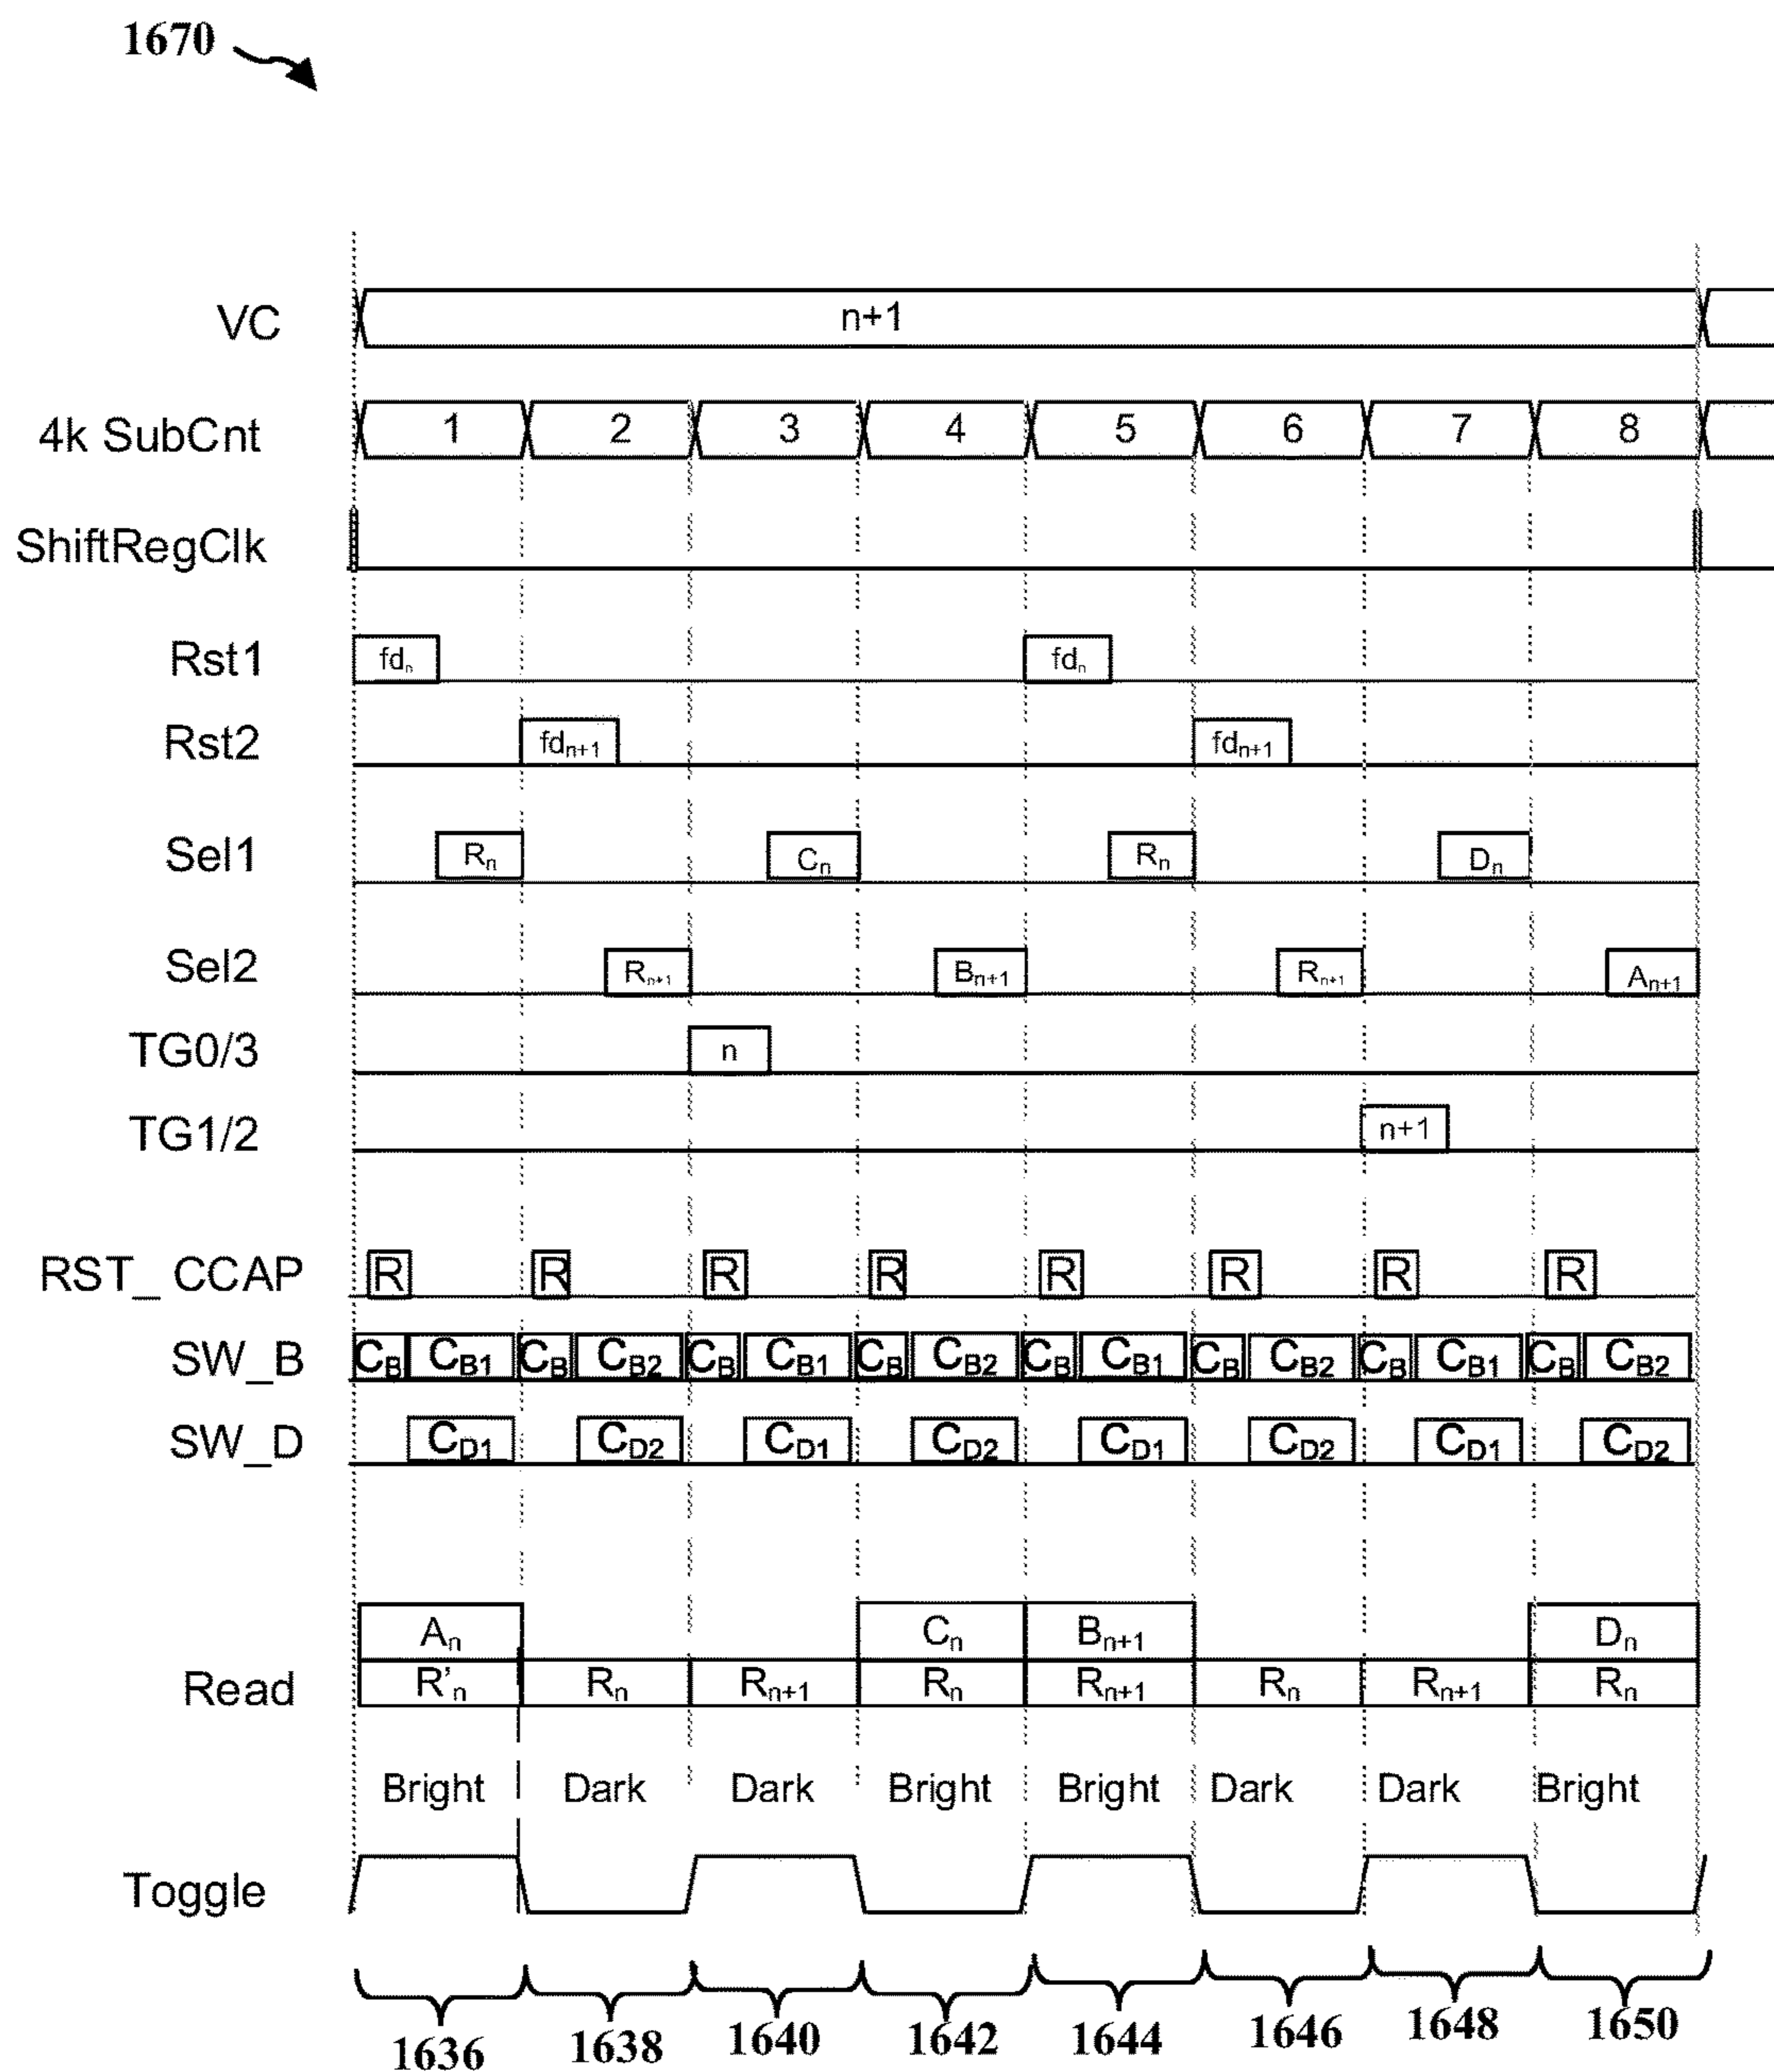 1670
VC n+1
4k SubCnt 1 2 3 4 5 6 7 8
ShiftRegClk
Rst1 fdn fdn
Rst2 fdn+1 fdn+1
Sel1 Rn Cn Rn Dn
Sel2 Rn+1 Bn+1 Rn+1 An+1
TG0/3 n
TG1/2 n+1
RST_ CCAP R R R R R R R R
SW_B CB CB1 CB CB2 CB CB1 CB CB2 CB CB1 CB CB2 CB CB1 CB CB2
SW_D CD1 CD2 CD1 CD2 CD1 CD2 CD1 CD2
An Cn Bn+1 Dn
Read R'n Rn Rn+1 Rn Rn+1 Rn Rn+1 Rn
Bright Dark Dark Bright Bright Dark Dark Bright
Toggle
1636 1638 1640 1642 1644 1646 1648 1650